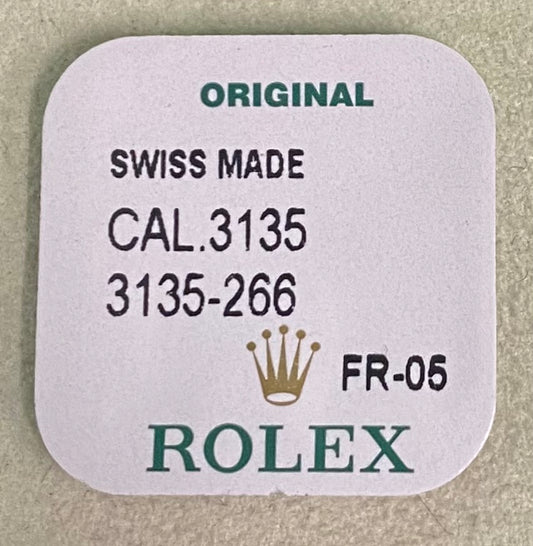 ORIGINAL
SWISS MADE
CAL.3135
3135-266
FR-05
ROLEX